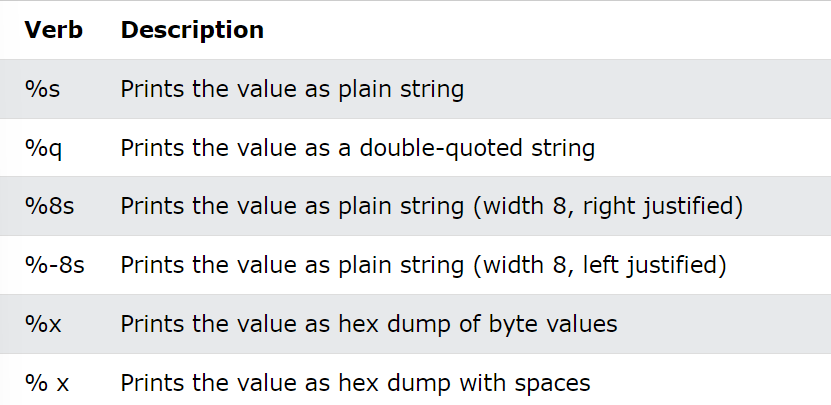 Verb Description
%s Prints the value as plain string
%q Prints the value as a double-quoted string
%8s Prints the value as plain string (width 8, right justified)
%-8s Prints the value as plain string (width 8, left justified)
%x Prints the value as hex dump of byte values
% x Prints the value as hex dump with spaces